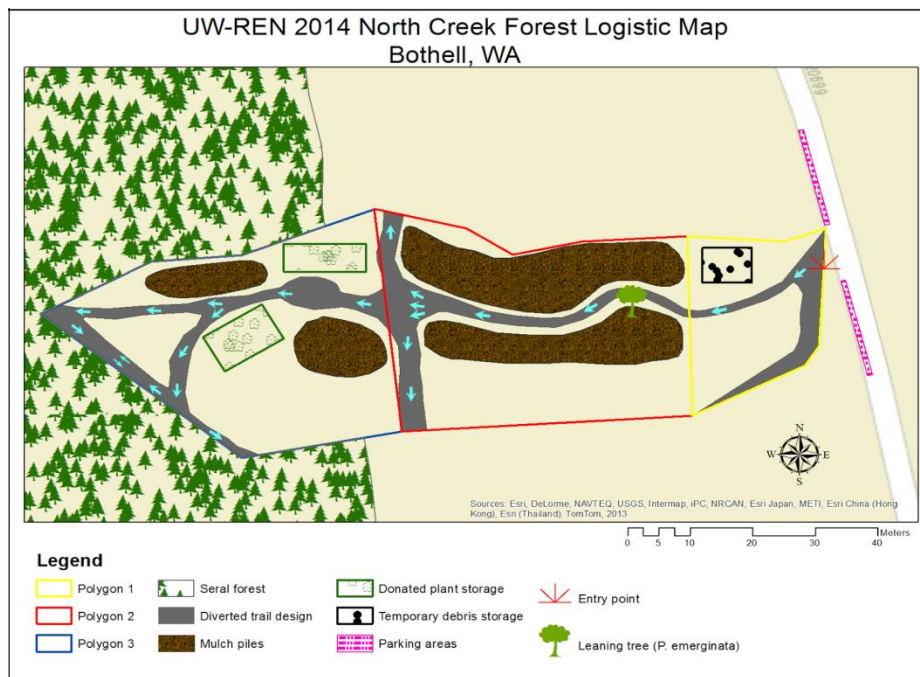 UW-REN 2014 North Creek Forest Logistic Map
Bothell, WA
N
W
E
S
Sources: Esri, DeLorme, NAVTEQ, USGS, Intermap, iPC, NRCAN, Esri Japan, METI, Esri China (Hong
Kong), Esri (Thailand), TomTom, 2013
Meters
0 5 10 20 30 40
Legend
Polygon 1
Seral forest
Donated plant storage
Entry point
Polygon 2
Diverted trail design
Temporary debris storage
Polygon 3
Mulch piles
Parking areas
Leaning tree (P. emerginata)